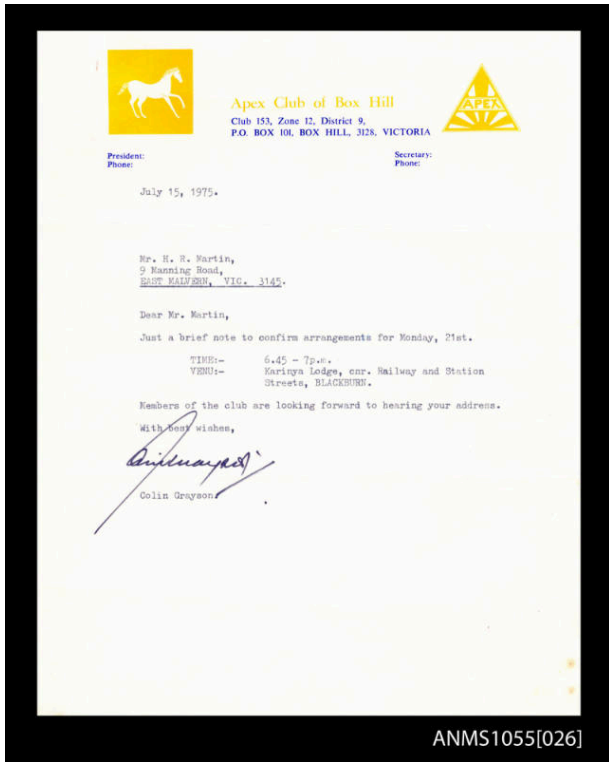 Apex Club of Box Hill
Club 153, Zone 12, District 9,
P.O. BOX 101, BOX HILL, 3128, VICTORIA
APEX
President:
Phone:
Secretary:
Phone:
July 15, 1975.
Mr. H. R. Martin,
9 Manning Road,
EAST MALVERN, VIC. 3145.
Dear Mr. Martin,
Just a brief note to confirm arrangements for Monday, 21st.
TIME:- 6.45 - 7p.m.
VENU:- Karinya Lodge, cnr. Railway and Station
Streets, BLACKBURN.
Members of the club are looking forward to hearing your address.
With best wishes,
Colin Grayson
ANMS1055[026]